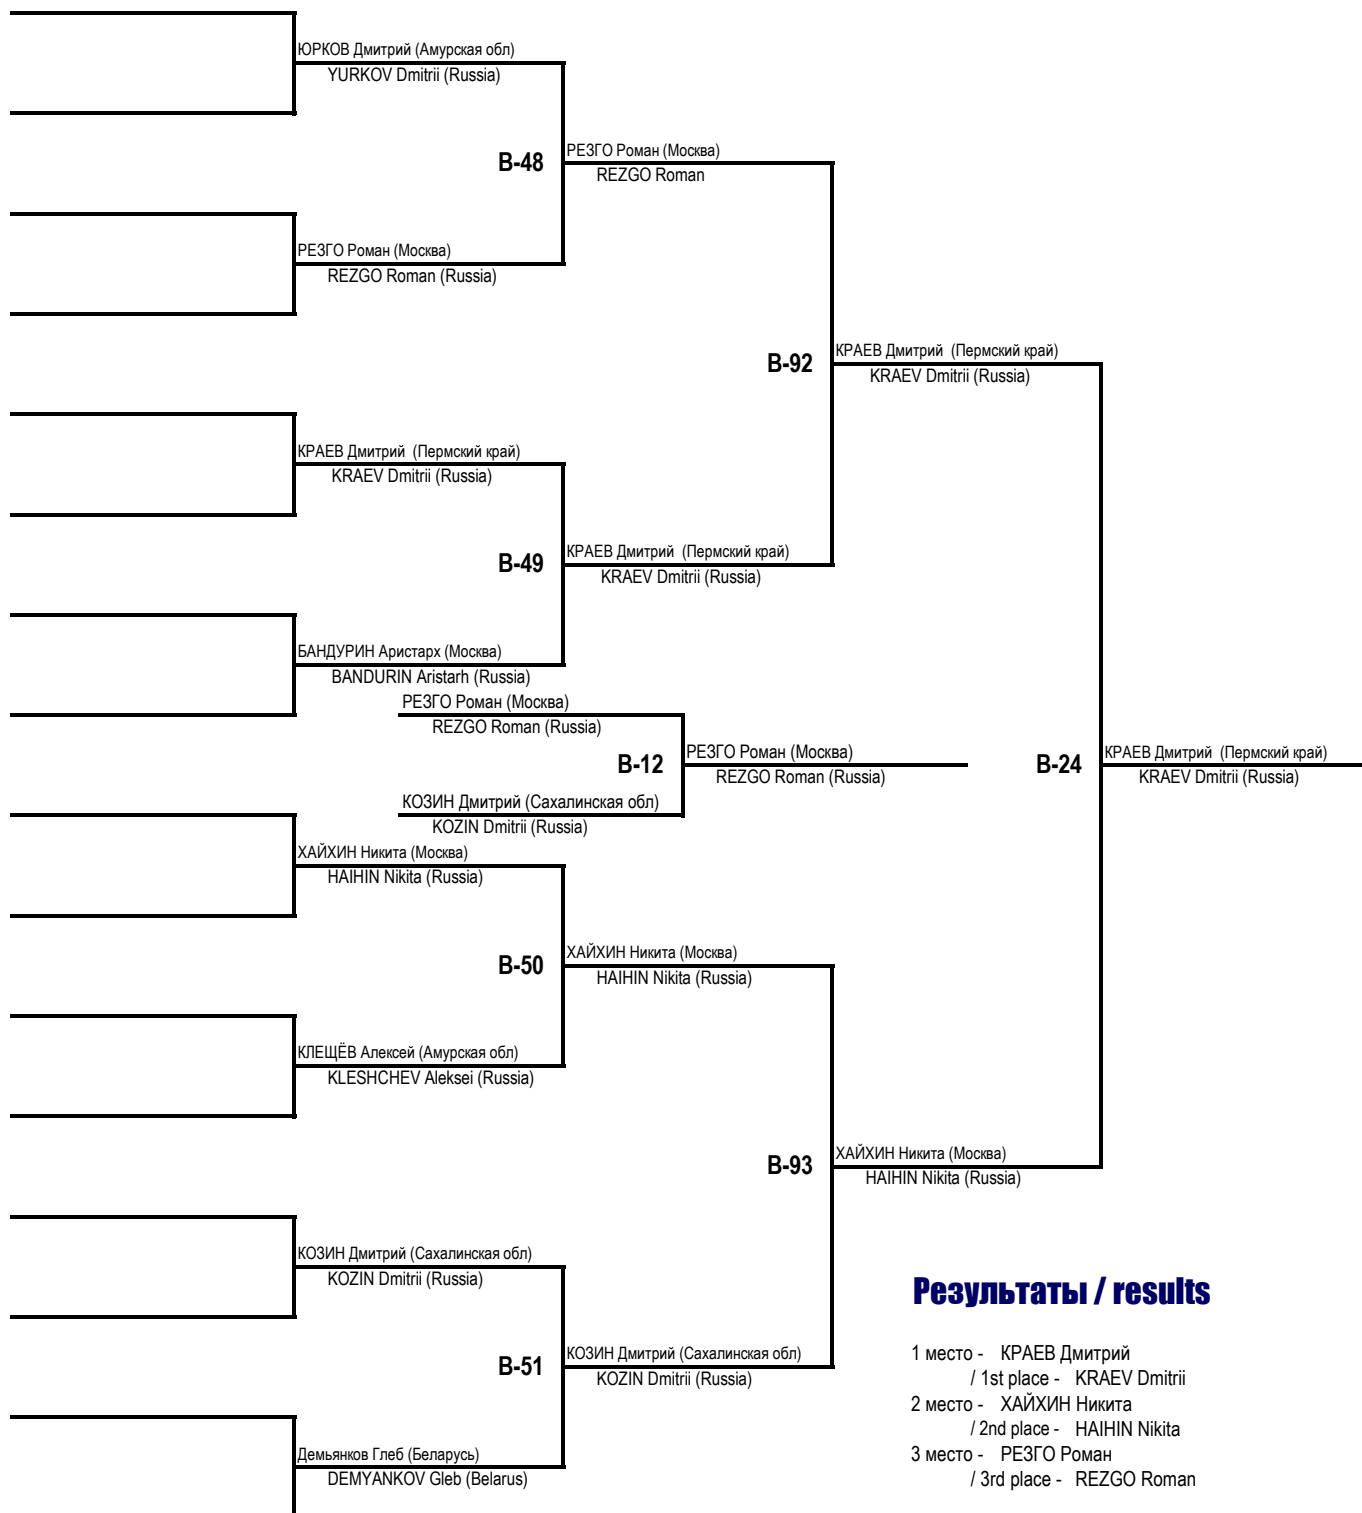 ЮРКОВ Дмитрий (Амурская обл)
YURKOV Dmitrii (Russia)
B-48
РЕЗГО Роман (Москва)
REZGO Roman
РЕЗГО Роман (Москва)
REZGO Roman (Russia)
B-92
КРАЕВ Дмитрий (Пермский край)
KRAEV Dmitrii (Russia)
КРАЕВ Дмитрий (Пермский край)
KRAEV Dmitrii (Russia)
B-49
КРАЕВ Дмитрий (Пермский край)
KRAEV Dmitrii (Russia)
БАНДУРИН Аристарх (Москва)
BANDURIN Aristarh (Russia)
РЕЗГО Роман (Москва)
REZGO Roman (Russia)
B-12
РЕЗГО Роман (Москва)
REZGO Roman (Russia)
B-24
КРАЕВ Дмитрий (Пермский край)
KRAEV Dmitrii (Russia)
КОЗИН Дмитрий (Сахалинская обл)
KOZIN Dmitrii (Russia)
ХАЙХИН Никита (Москва)
HAIHIN Nikita (Russia)
B-50
ХАЙХИН Никита (Москва)
HAIHIN Nikita (Russia)
КЛЕЩЁВ Алексей (Амурская обл)
KLESHCHEV Aleksei (Russia)
B-93
ХАЙХИН Никита (Москва)
HAIHIN Nikita (Russia)
КОЗИН Дмитрий (Сахалинская обл)
KOZIN Dmitrii (Russia)
B-51
КОЗИН Дмитрий (Сахалинская обл)
KOZIN Dmitrii (Russia)
Демьянков Глеб (Беларусь)
DEMYANKOV Gleb (Belarus)
Результаты / results
1 место - КРАЕВ Дмитрий
/ 1st place - KRAEV Dmitrii
2 место - ХАЙХИН Никита
/ 2nd place - HAIHIN Nikita
3 место - РЕЗГО Роман
/ 3rd place - REZGO Roman